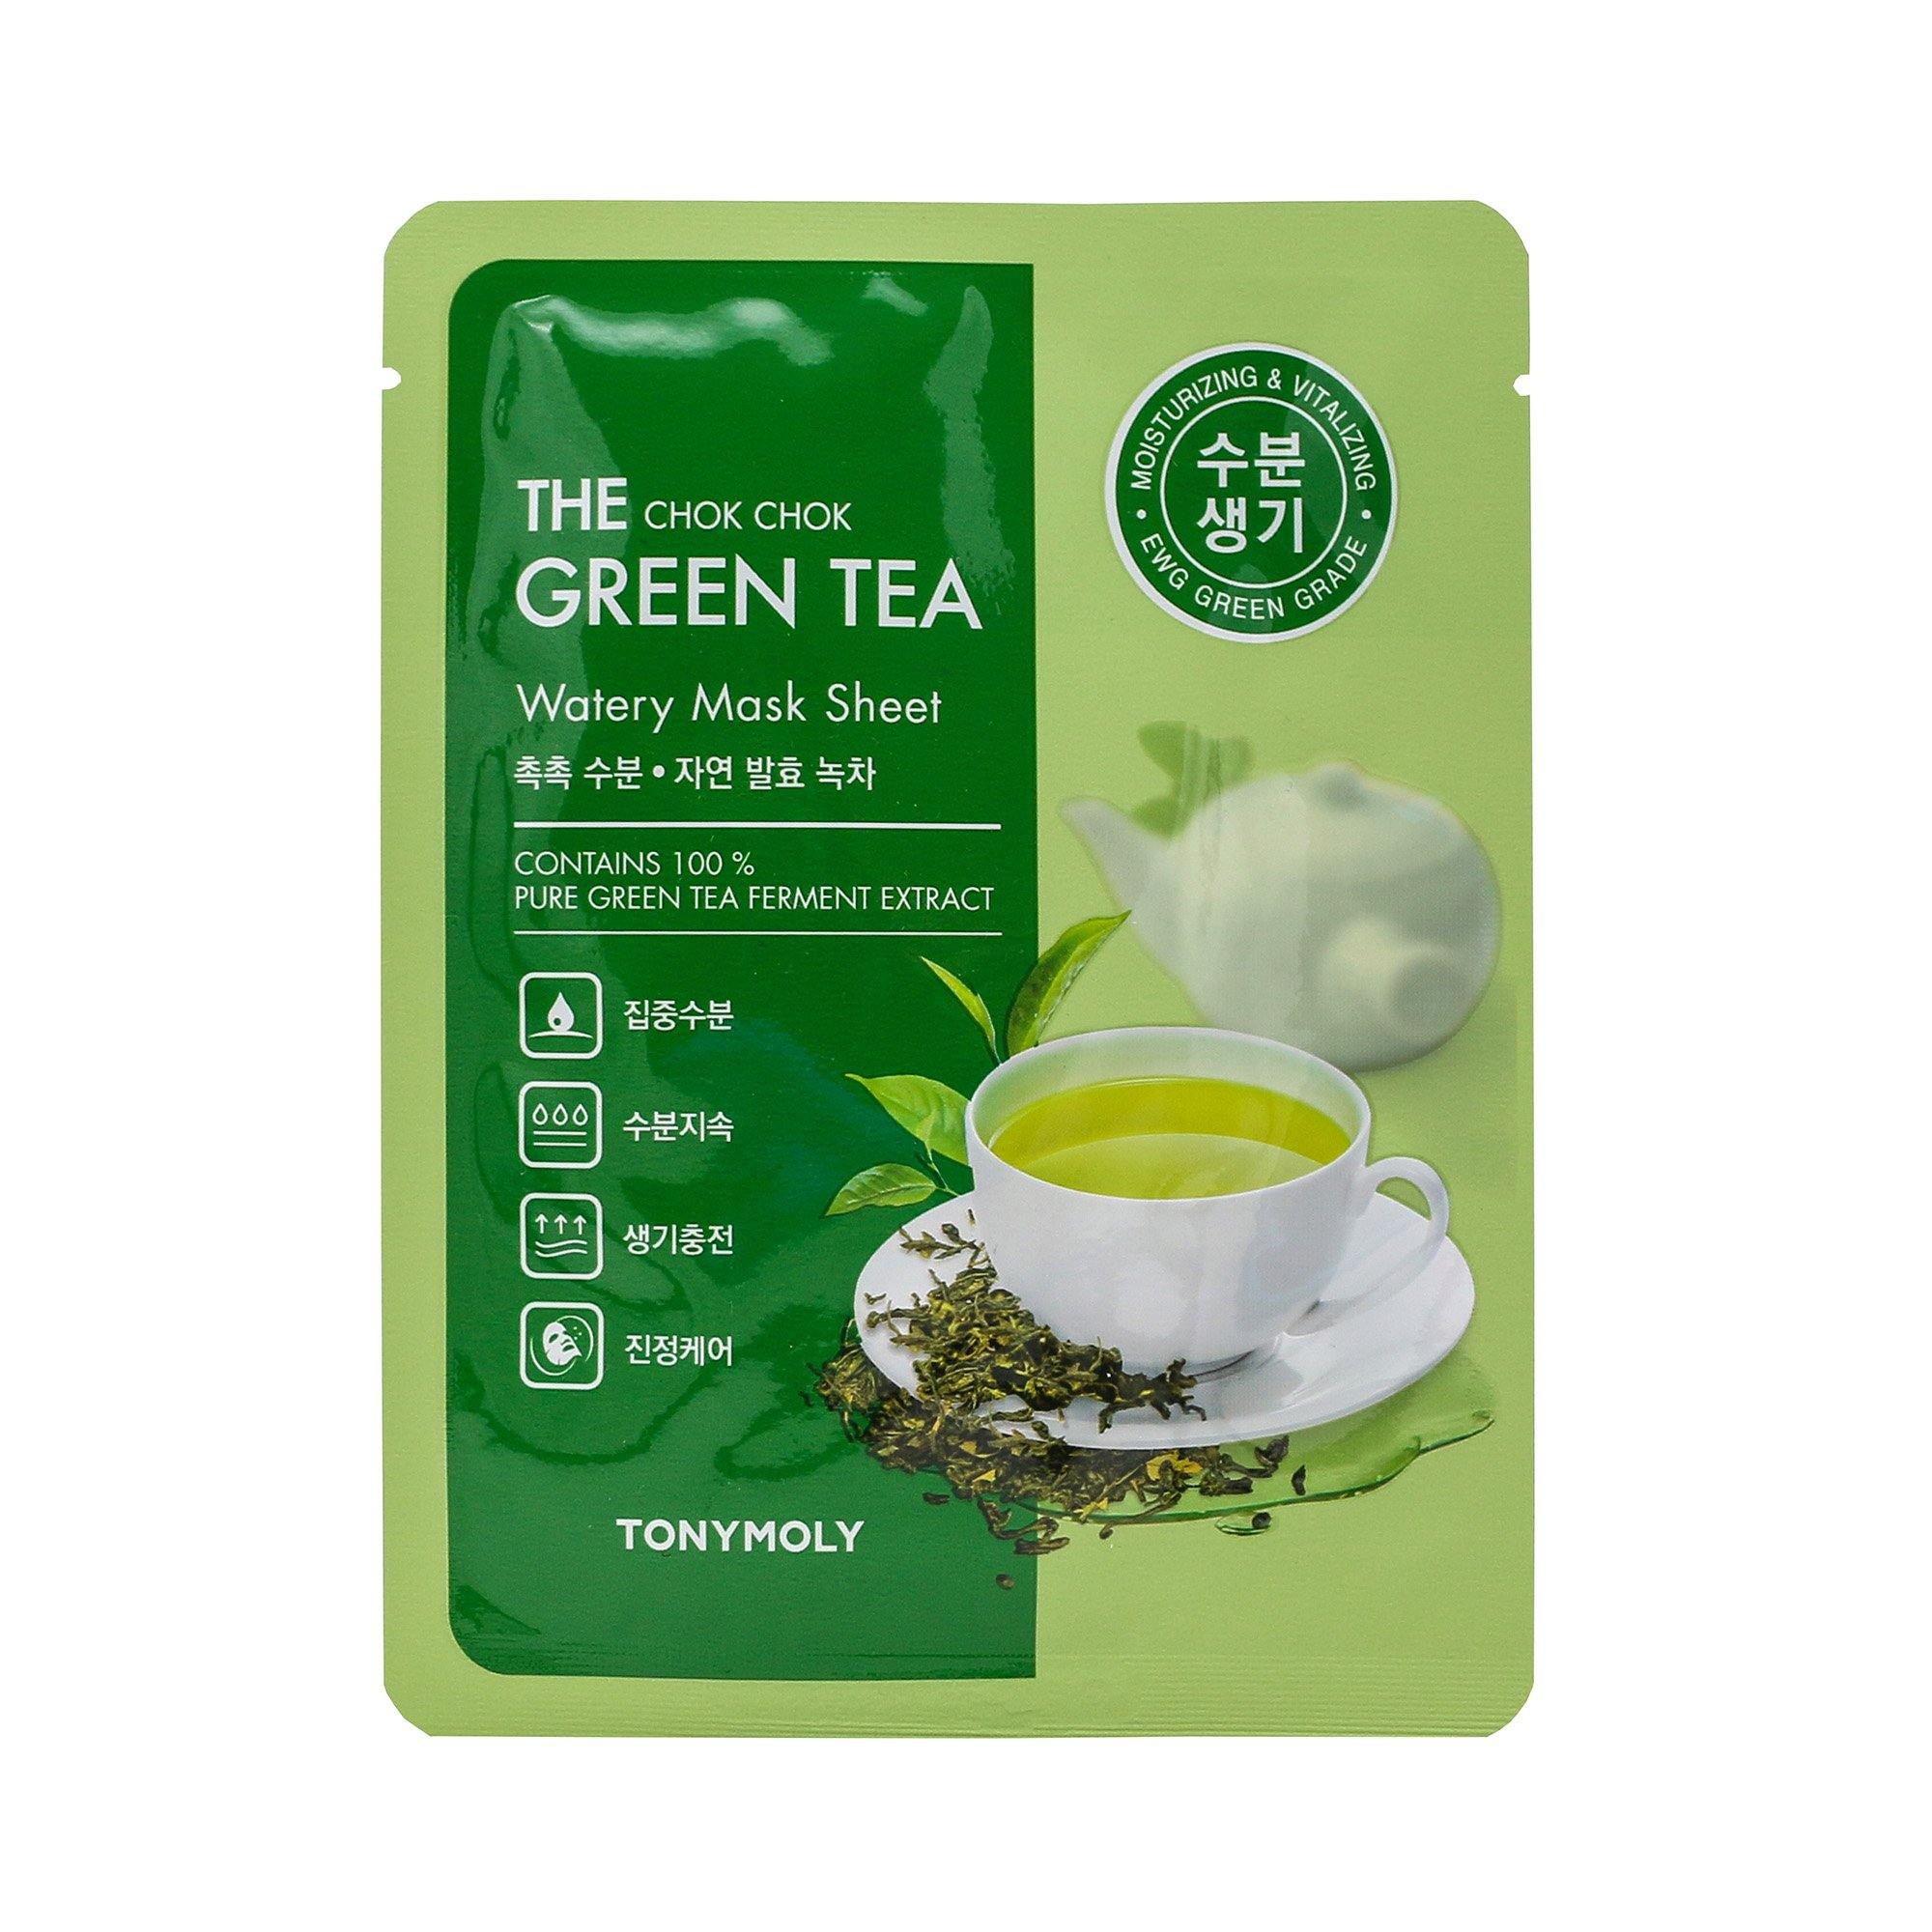 THE CHOK CHOK
GREEN TEA
Watery Mask Sheet
촉촉 수분 • 자연 발효 녹차
CONTAINS 100 %
PURE GREEN TEA FERMENT EXTRACT
집중수분
수분지속
생기충전
진정케어
TONYMOLY
• MOISTURIZING & VITALIZING •
수분
생기
EWG GREEN GRADE